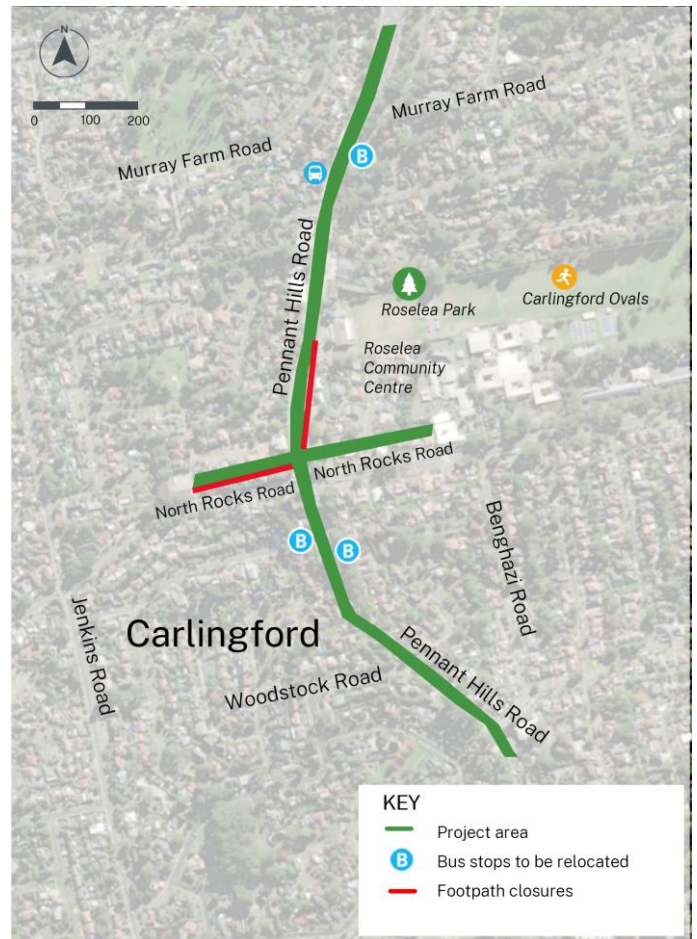 N
0 100 200
Murray Farm Road
Murray Farm Road
B
Pennant Hills Road
Roselea Park
Carlingford Ovals
Roselea
Community
Centre
North Rocks Road
North Rocks Road
B
B
Benghazi Road
Jenkins Road
Carlingford
Pennant Hills Road
Woodstock Road
KEY
Project area
B Bus stops to be relocated
Footpath closures